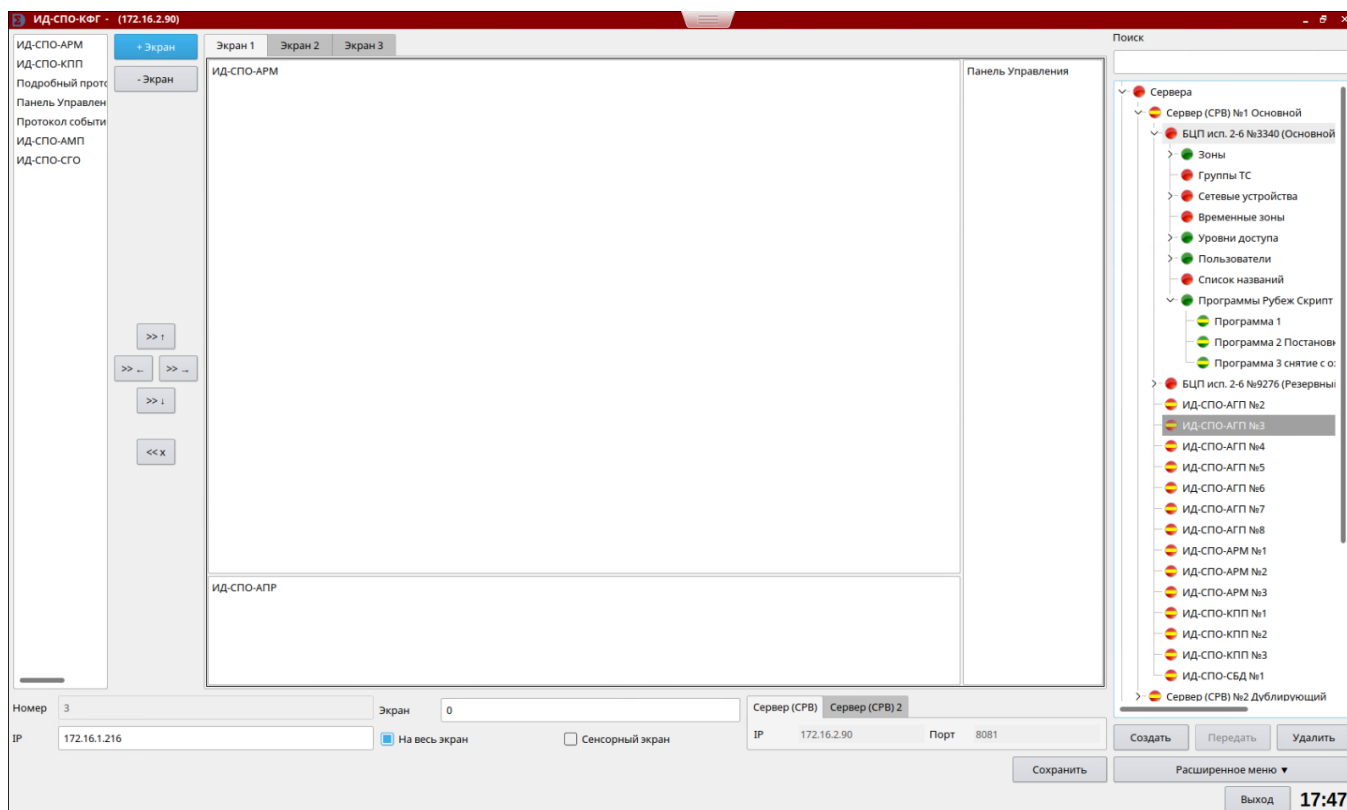 ИД-СПО-КФГ - (172.16.2.90)
ИД-СПО-АРМ
ИД-СПО-КПП
Подробный прото
Панель Управлен
Протокол событи
ИД-СПО-АМП
ИД-СПО-СГО
+ Экран
- Экран
>> ↑
>> ← >> →
>> ↓
<< x
Экран 1 Экран 2 Экран 3
ИД-СПО-АРМ
Панель Управления
ИД-СПО-АПР
Поиск
Сервера
Сервер (СРВ) №1 Основной
БЦП исп. 2-6 №3340 (Основной
Зоны
Группы ТС
Сетевые устройства
Временные зоны
Уровни доступа
Пользователи
Список названий
Программы Рубеж Скрипт
Программа 1
Программа 2 Постановк
Программа 3 снятие с о
БЦП исп. 2-6 №9276 (Резервный
ИД-СПО-АГП №2
ИД-СПО-АГП №3
ИД-СПО-АГП №4
ИД-СПО-АГП №5
ИД-СПО-АГП №6
ИД-СПО-АГП №7
ИД-СПО-АГП №8
ИД-СПО-АРМ №1
ИД-СПО-АРМ №2
ИД-СПО-АРМ №3
ИД-СПО-КПП №1
ИД-СПО-КПП №2
ИД-СПО-КПП №3
ИД-СПО-СБД №1
Сервер (СРВ) №2 Дублирующий
Номер 3
IP 172.16.1.216
Экран 0
На весь экран Сенсорный экран
Сервер (СРВ) Сервер (СРВ) 2
IP 172.16.2.90 Порт 8081
Сохранить
Создать Передать Удалить
Расширенное меню ▼
Выход 17:47